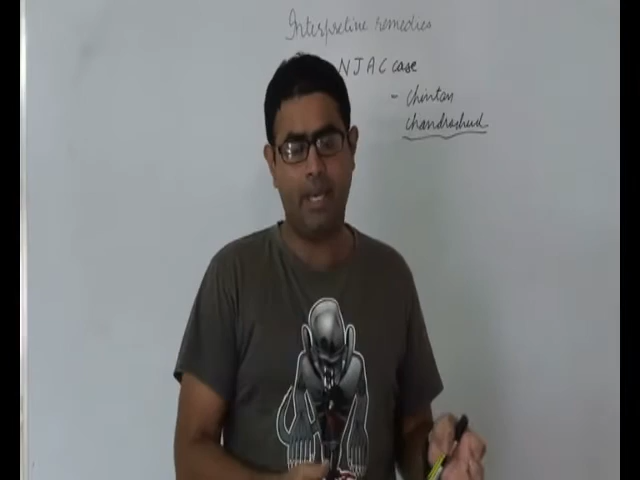 Interpretive remedies
NJAC case
- Chintan
Chandrachud